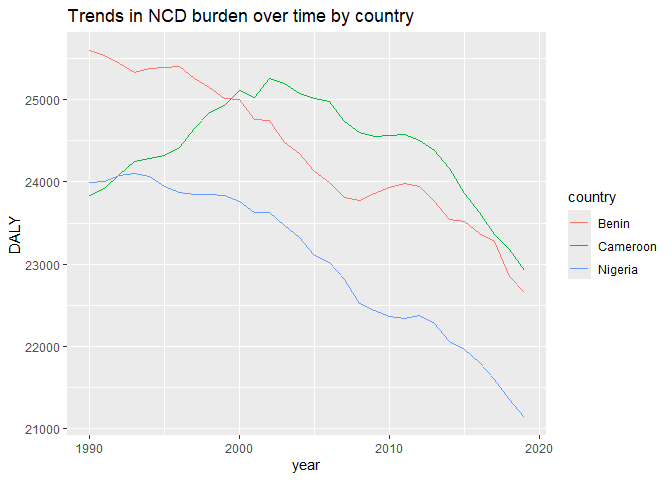 Trends in NCD burden over time by country
25000
24000
23000
22000
21000
DALY
1990
2000
2010
2020
year
country
Benin
Cameroon
Nigeria